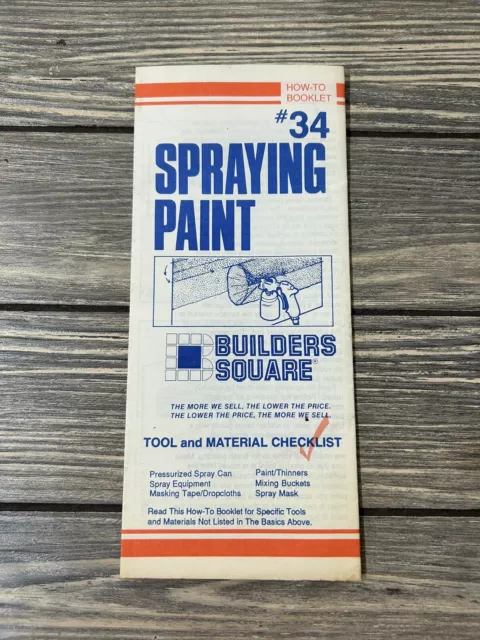 HOW-TO
BOOKLET
#34
SPRAYING
PAINT
BUILDERS
SQUARE®
THE MORE WE SELL, THE LOWER THE PRICE.
THE LOWER THE PRICE, THE MORE WE SELL.
TOOL and MATERIAL CHECKLIST
Pressurized Spray Can Paint/Thinners
Spray Equipment Mixing Buckets
Masking Tape/Dropcloths Spray Mask
Read This How-To Booklet for Specific Tools
and Materials Not Listed in The Basics Above.